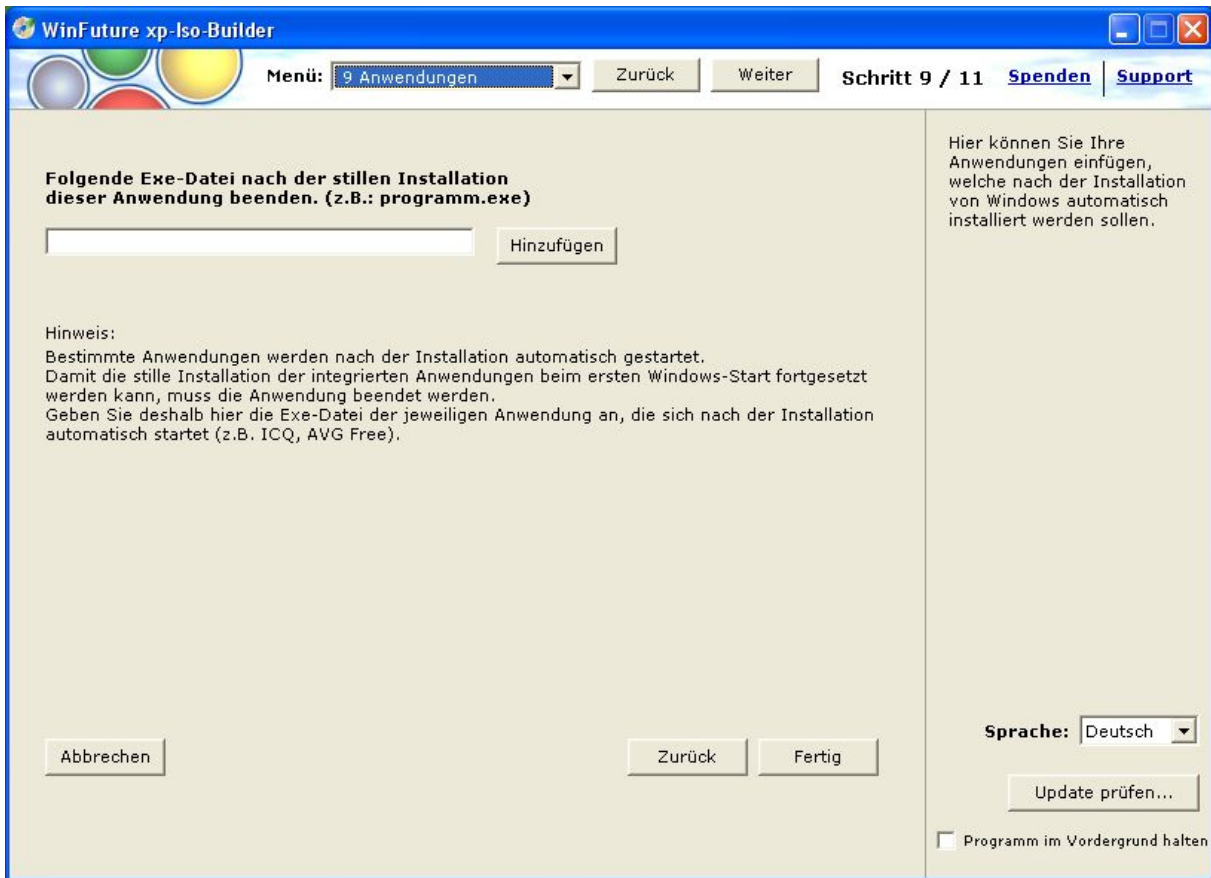 WinFuture xp-Iso-Builder
Menü: 9 Anwendungen Zurück Weiter Schritt 9 / 11 Spenden Support
Folgende Exe-Datei nach der stillen Installation
dieser Anwendung beenden. (z.B.: programm.exe)
Hinzufügen
Hinweis:
Bestimmte Anwendungen werden nach der Installation automatisch gestartet.
Damit die stille Installation der integrierten Anwendungen beim ersten Windows-Start fortgesetzt
werden kann, muss die Anwendung beendet werden.
Geben Sie deshalb hier die Exe-Datei der jeweiligen Anwendung an, die sich nach der Installation
automatisch startet (z.B. ICQ, AVG Free).
Abbrechen Zurück Fertig
Hier können Sie Ihre
Anwendungen einfügen,
welche nach der Installation
von Windows automatisch
installiert werden sollen.
Sprache: Deutsch
Update prüfen...
Programm im Vordergrund halten